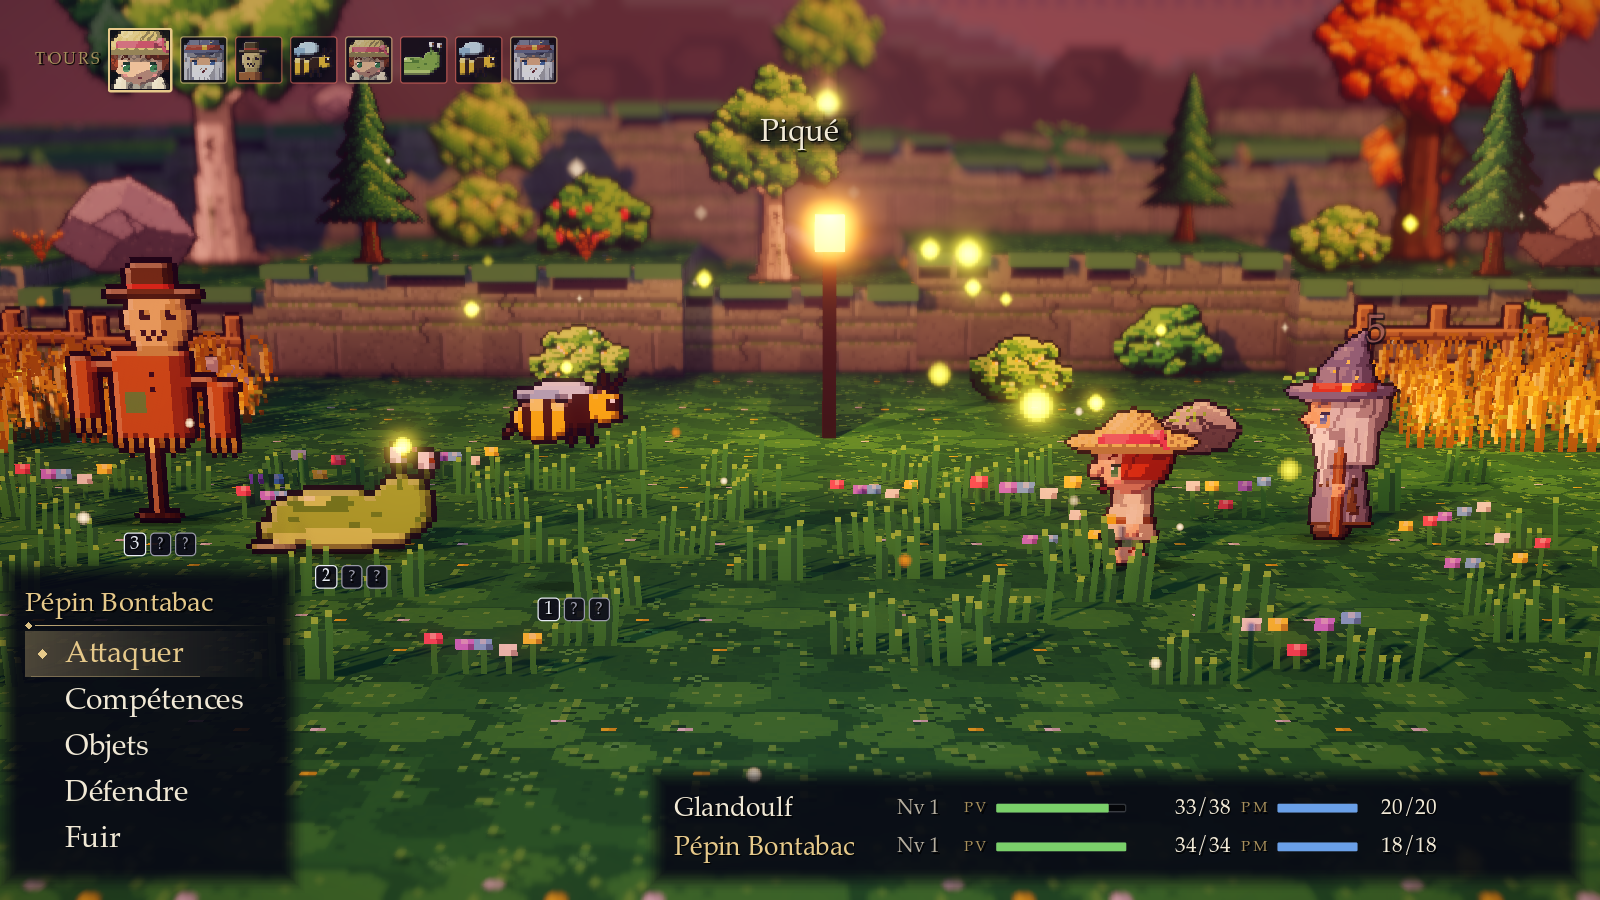 TOURS
Piqué
5
3 ? ?
2 ? ?
1 ? ?
Pépin Bontabac
Attaquer
Compétences
Objets
Défendre
Fuir
Glandoulf Nv 1 PV 33/38 PM 20/20
Pépin Bontabac Nv 1 PV 34/34 PM 18/18